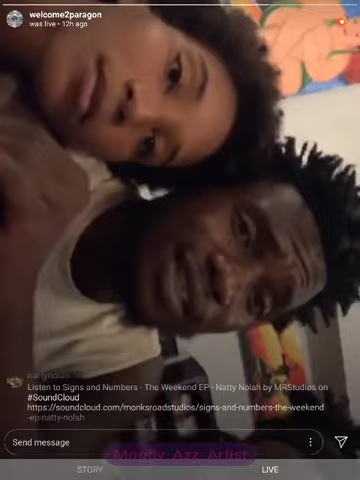 welcome2paragon
was live • 12h ago
nattynolah
Listen to Signs and Numbers - The Weekend EP - Natty Nolah by MRStudios on
#SoundCloud
https://soundcloud.com/monksroadstudios/signs-and-numbers-the-weekend
-ep-natty-nolah
Send message
Moody Azz Artist
STORY
LIVE